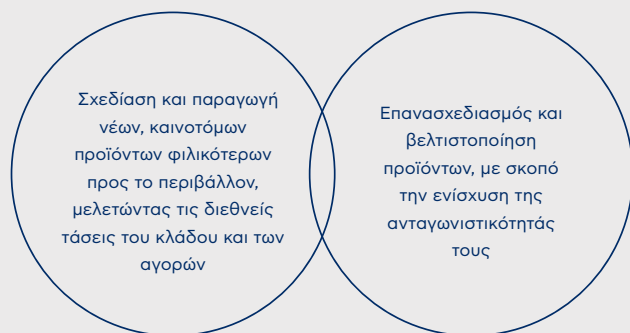 Σχεδίαση και παραγωγή
νέων, καινοτόμων
προϊόντων φιλικότερων
προς το περιβάλλον,
μελετώντας τις διεθνείς
τάσεις του κλάδου και των
αγορών
Επανασχεδιασμός και
βελτιστοποίηση
προϊόντων, με σκοπό
την ενίσχυση της
ανταγωνιστικότητάς
τους